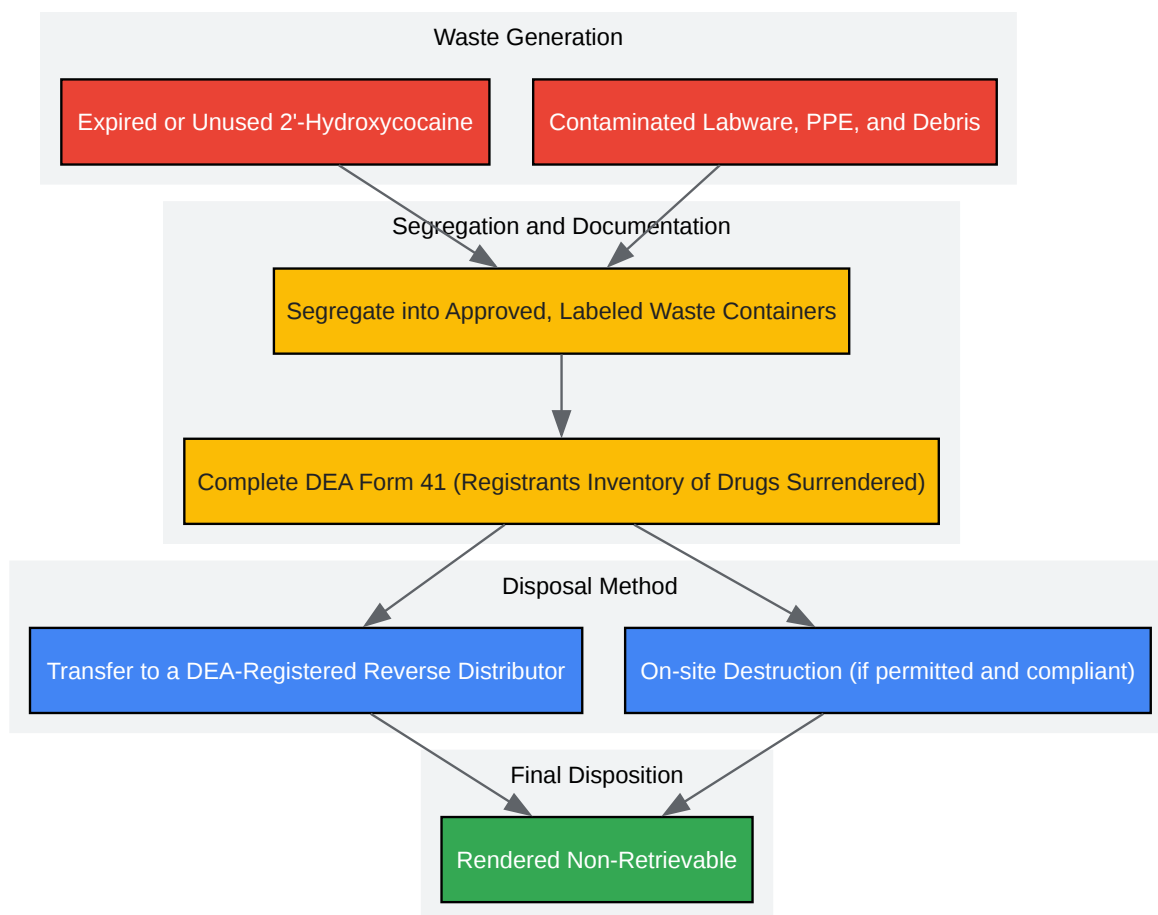 Waste Generation
Expired or Unused 2'-Hydroxycocaine
Contaminated Labware, PPE, and Debris
Segregation and Documentation
Segregate into Approved, Labeled Waste Containers
Complete DEA Form 41 (Registrants Inventory of Drugs Surrendered)
Disposal Method
Transfer to a DEA-Registered Reverse Distributor
On-site Destruction (if permitted and compliant)
Final Disposition
Rendered Non-Retrievable